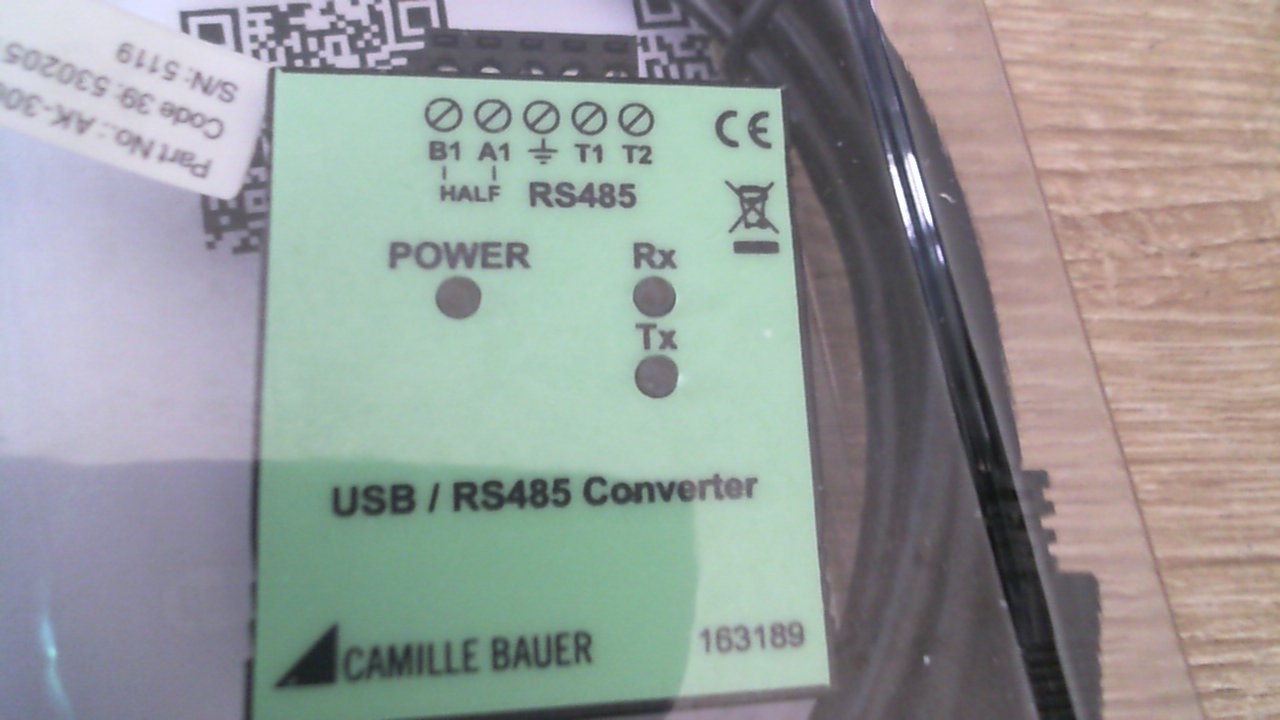 Part No.: AK-30
Code 39.530205
S/N: 5119
B1 A1 T1 T2
HALF RS485
CE
POWER Rx
Tx
USB / RS485 Converter
CAMILLE BAUER 163189